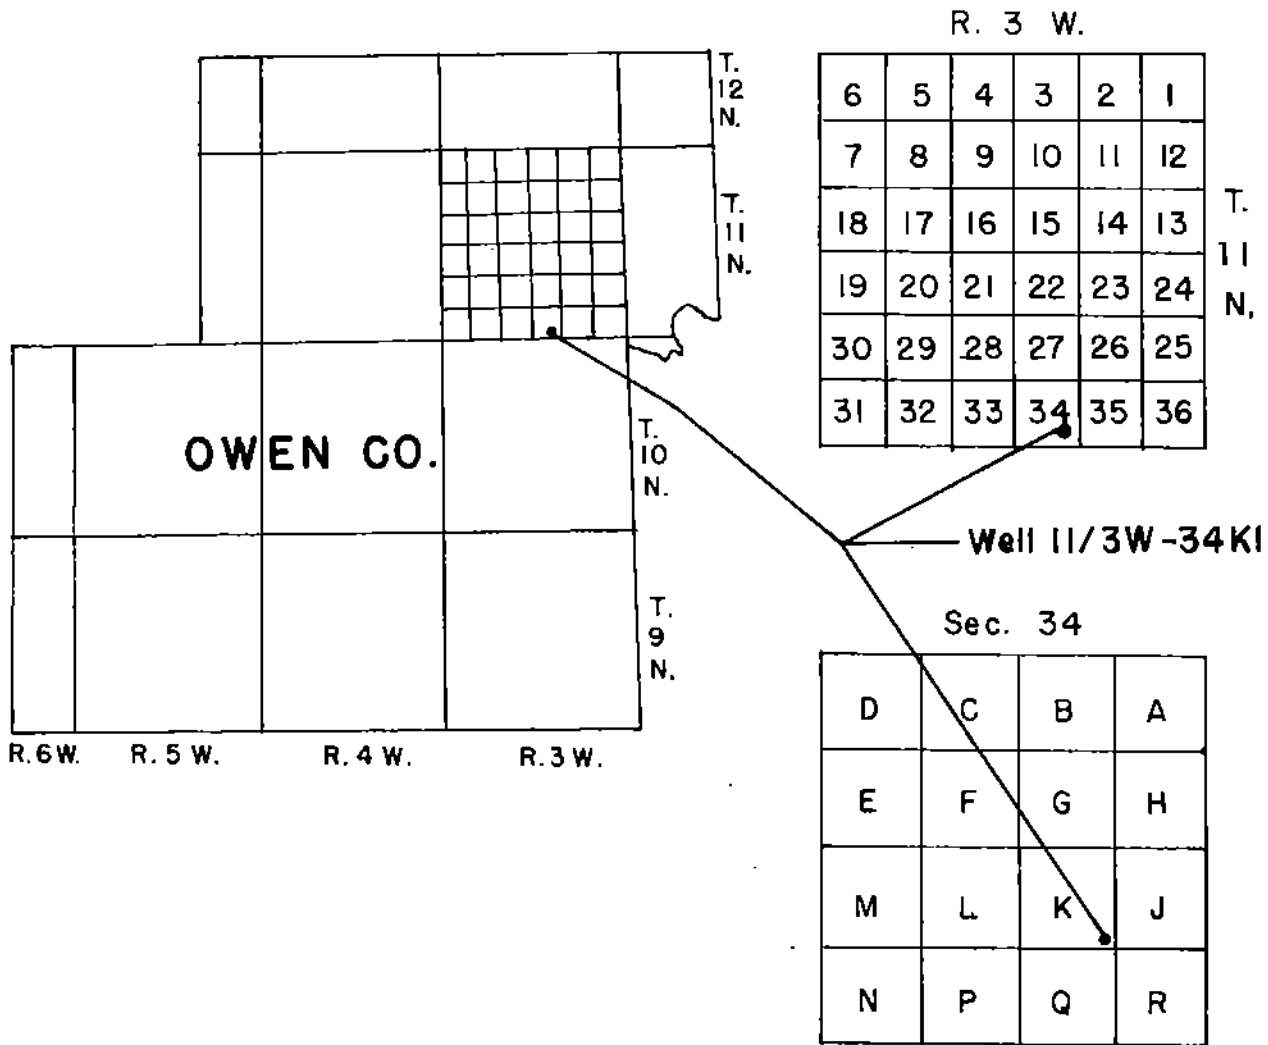 T.
12
N.
T.
11
N.
OWEN CO.
T.
10
N.
T.
9
N.
R. 6 W. R. 5 W. R. 4 W. R. 3 W.
R. 3 W.
6 5 4 3 2 1
7 8 9 10 11 12
18 17 16 15 14 13
19 20 21 22 23 24
30 29 28 27 26 25
31 32 33 34 35 36
T.
11
N.
Well 11/3W-34K1
Sec. 34
D C B A
E F G H
M L K J
N P Q R